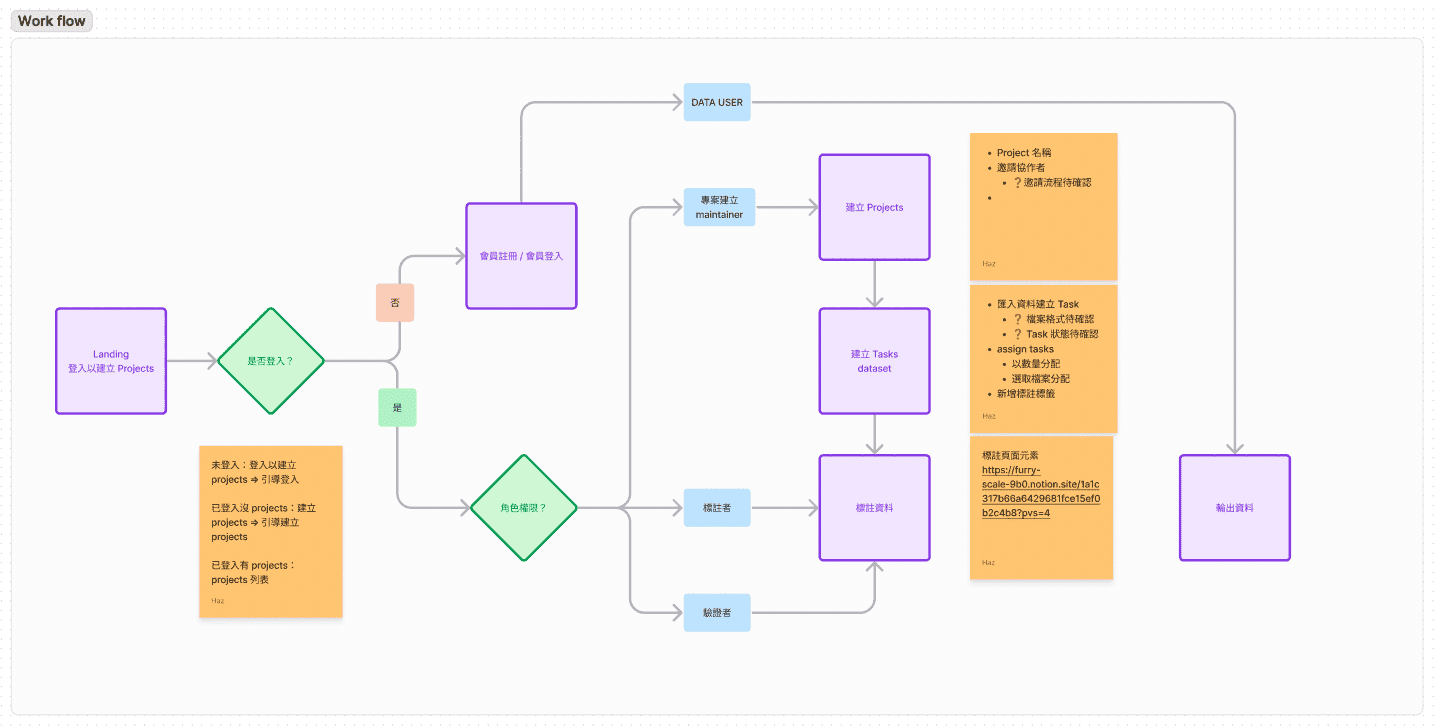 Work flow
DATA USER
Project 名稱
邀請協作者
❓邀請流程待確認
Haz
專案建立
maintainer
建立 Projects
會員註冊 / 會員登入
否
Landing
登入以建立 Projects
是否登入？
是
匯入資料建立 Task
❓ 檔案格式待確認
❓ Task 狀態待確認
assign tasks
以數量分配
選取檔案分配
新增標註標籤
Haz
建立 Tasks
dataset
未登入：登入以建立
projects => 引導登入
已登入沒 projects：建立
projects => 引導建立
projects
已登入有 projects：
projects 列表
Haz
角色權限？
標註者
標註資料
標註頁面元素
https://furry-
scale-9b0.notion.site/1a1c
317b66a6429681fce15ef0
b2c4b8?pvs=4
Haz
輸出資料
驗證者